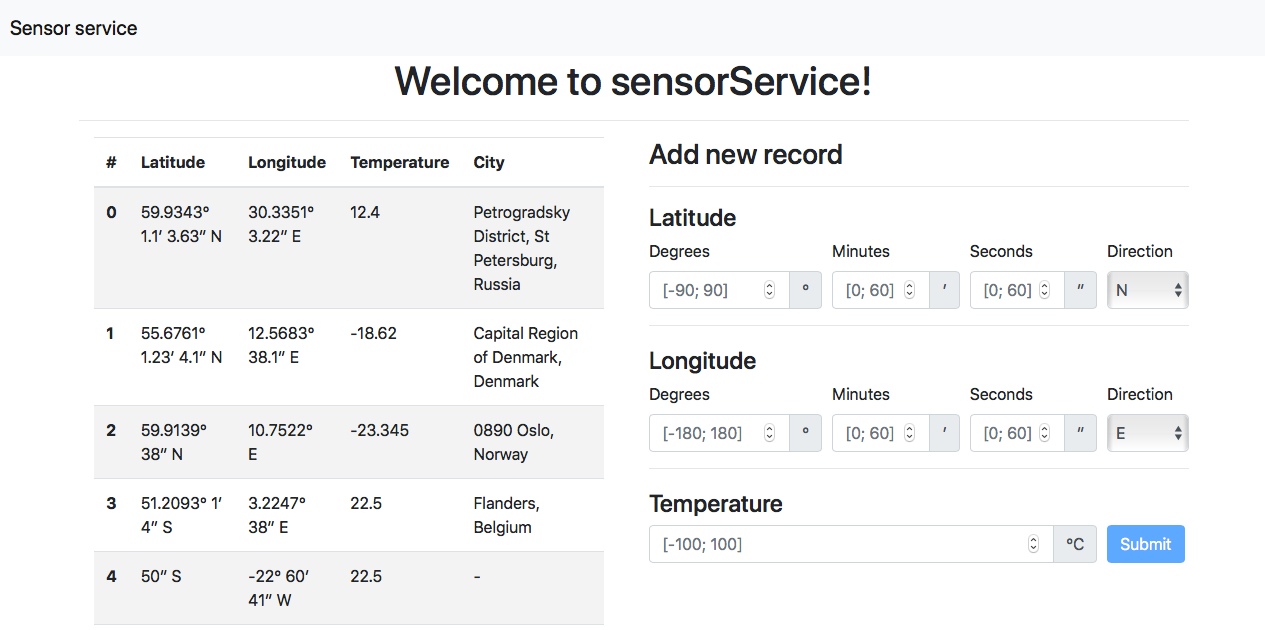 Sensor service
Welcome to sensorService!
# Latitude Longitude Temperature City
0 59.9343° 30.3351° 12.4 Petrogradsky
1.1′ 3.63″ N 3.22″ E District, St
Petersburg,
Russia
1 55.6761° 12.5683° -18.62 Capital Region
1.23′ 4.1″ N 38.1″ E of Denmark,
Denmark
2 59.9139° 10.7522° -23.345 0890 Oslo,
38″ N E Norway
3 51.2093° 1′ 3.2247° 22.5 Flanders,
4″ S 38″ E Belgium
4 50″ S -22° 60′ 22.5 -
41″ W
Add new record
Latitude
Degrees Minutes Seconds Direction
[-90; 90] ° [0; 60] ′ [0; 60] ″ N
Longitude
Degrees Minutes Seconds Direction
[-180; 180] ° [0; 60] ′ [0; 60] ″ E
Temperature
[-100; 100] °C Submit